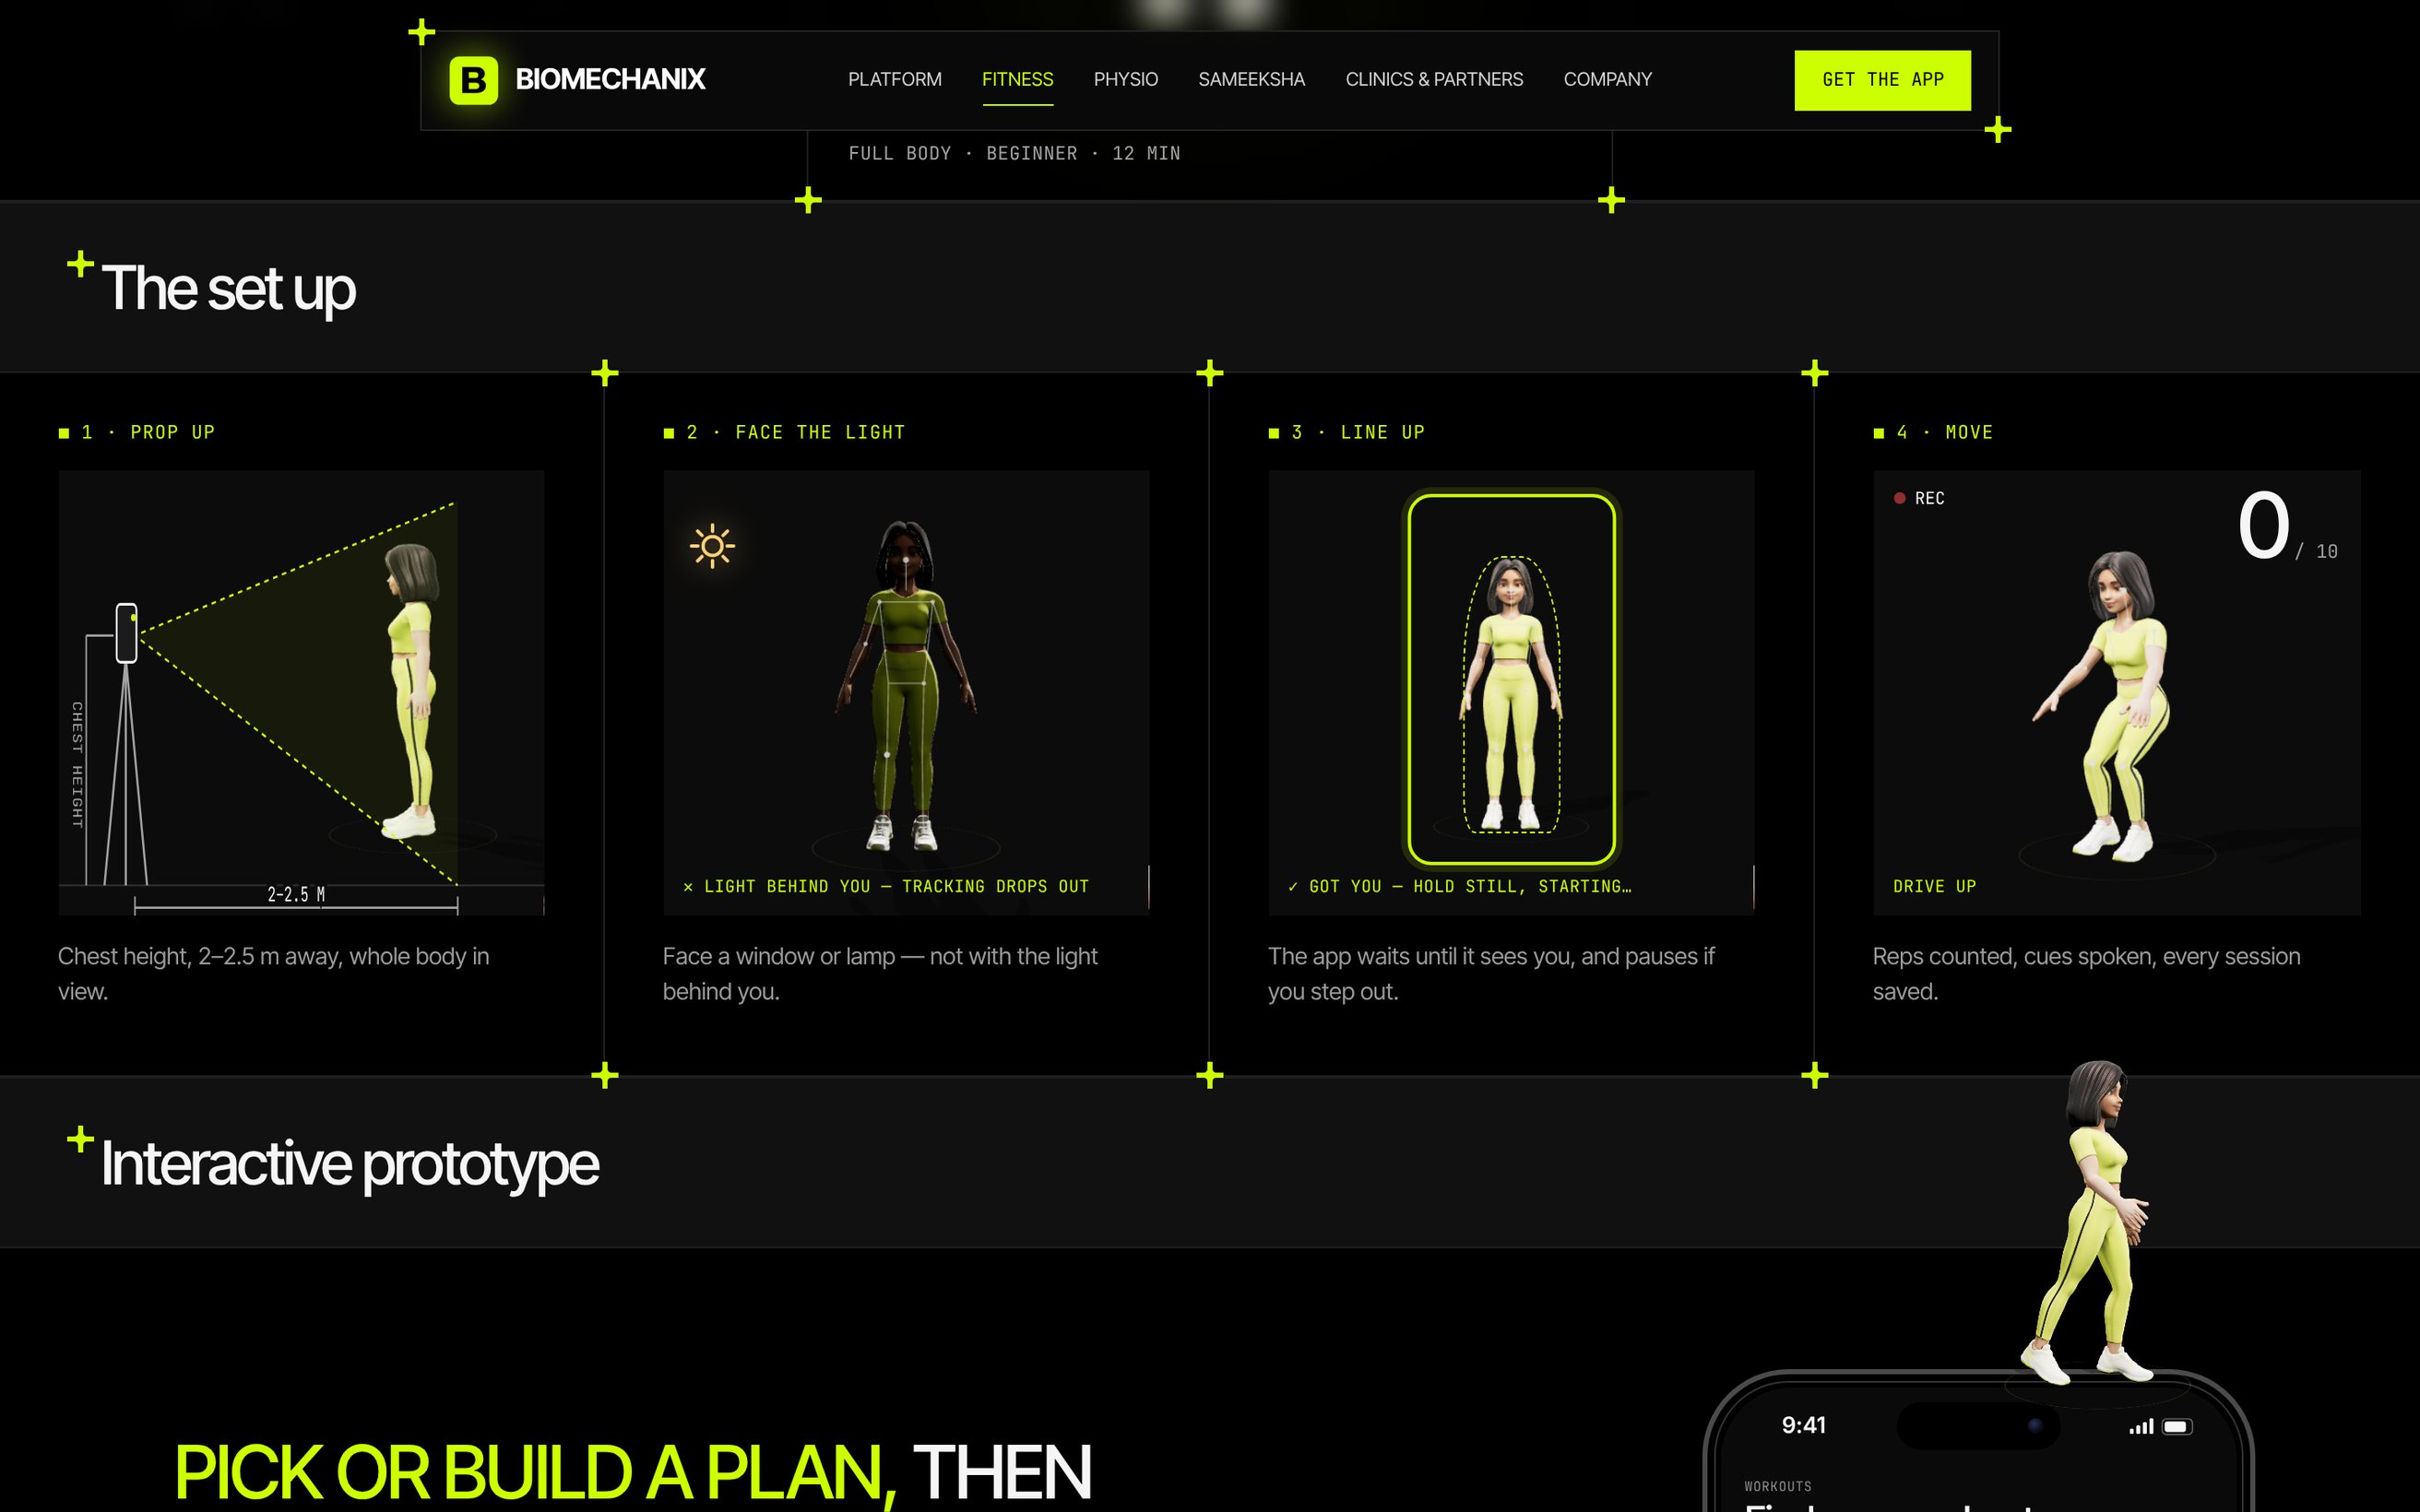 B BIOMECHANIX PLATFORM FITNESS PHYSIO SAMEEKSHA CLINICS & PARTNERS COMPANY GET THE APP
FULL BODY · BEGINNER · 12 MIN
The set up
1 · PROP UP
CHEST HEIGHT
2–2.5 M
Chest height, 2–2.5 m away, whole body in
view.
2 · FACE THE LIGHT
× LIGHT BEHIND YOU — TRACKING DROPS OUT
Face a window or lamp — not with the light
behind you.
3 · LINE UP
✓ GOT YOU — HOLD STILL, STARTING…
The app waits until it sees you, and pauses if
you step out.
4 · MOVE
REC
0 / 10
DRIVE UP
Reps counted, cues spoken, every session
saved.
Interactive prototype
PICK OR BUILD A PLAN, THEN
9:41
WORKOUTS